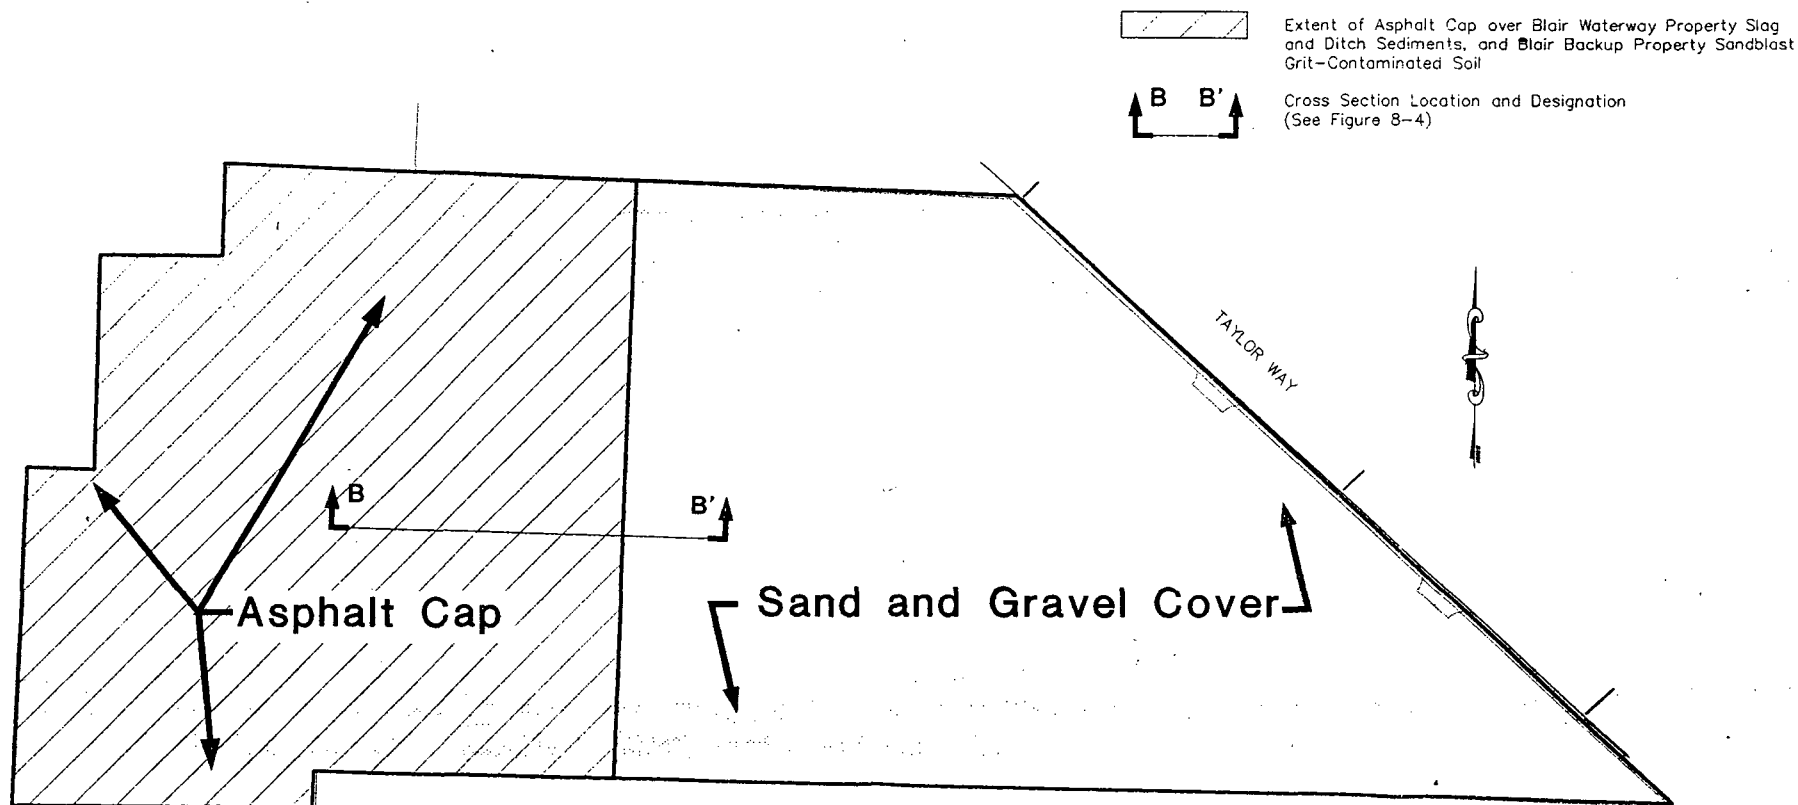 Extent of Asphalt Cap over Blair Waterway Property Slag
and Ditch Sediments, and Blair Backup Property Sandblast
Grit-Contaminated Soil
B B'
Cross Section Location and Designation
(See Figure 8-4)
TAYLOR WAY
B
B'
Asphalt Cap
Sand and Gravel Cover